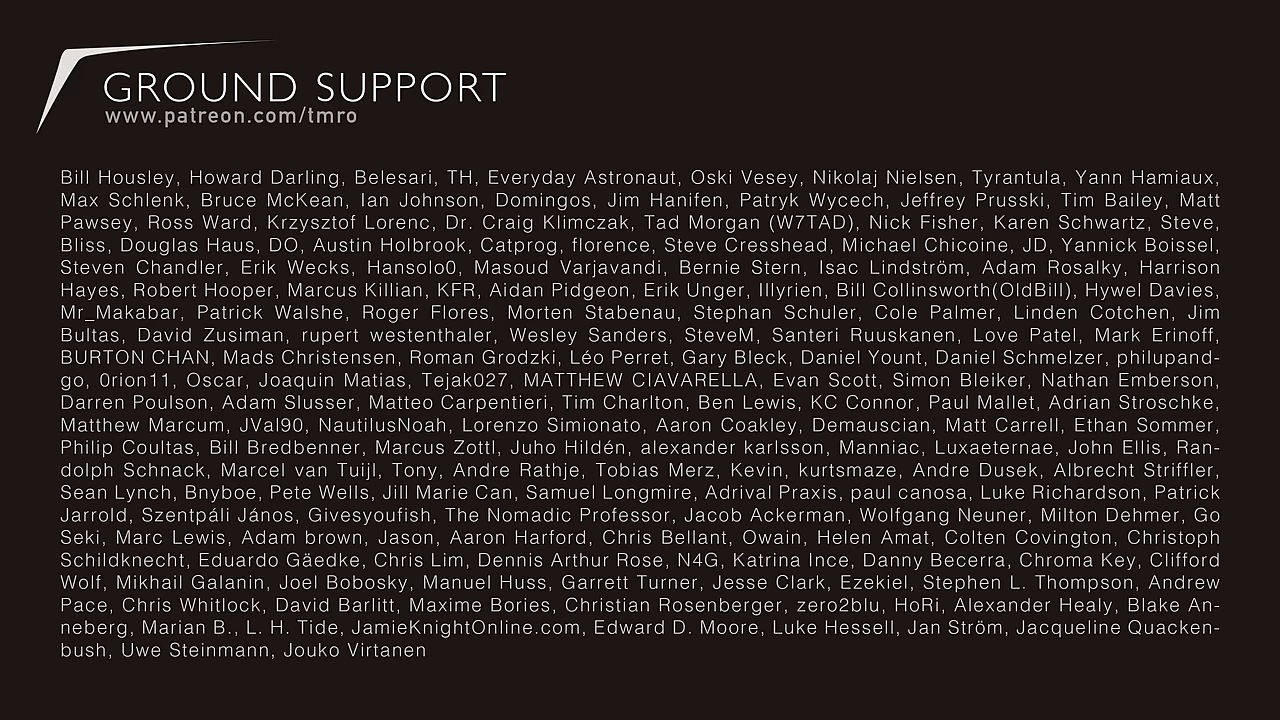 GROUND SUPPORT
www.patreon.com/tmro
Bill Housley, Howard Darling, Belesari, TH, Everyday Astronaut, Oski Vesey, Nikolaj Nielsen, Tyrantula, Yann Hamiaux,
Max Schlenk, Bruce McKean, Ian Johnson, Domingos, Jim Hanifen, Patryk Wycech, Jeffrey Prusski, Tim Bailey, Matt
Pawsey, Ross Ward, Krzysztof Lorenc, Dr. Craig Klimczak, Tad Morgan (W7TAD), Nick Fisher, Karen Schwartz, Steve,
Bliss, Douglas Haus, DO, Austin Holbrook, Catprog, florence, Steve Cresshead, Michael Chicoine, JD, Yannick Boissel,
Steven Chandler, Erik Wecks, Hansolo0, Masoud Varjavandi, Bernie Stern, Isac Lindström, Adam Rosalky, Harrison
Hayes, Robert Hooper, Marcus Killian, KFR, Aidan Pidgeon, Erik Unger, Illyrien, Bill Collinsworth(OldBill), Hywel Davies,
Mr_Makabar, Patrick Walshe, Roger Flores, Morten Stabenau, Stephan Schuler, Cole Palmer, Linden Cotchen, Jim
Bultas, David Zusiman, rupert westenthaler, Wesley Sanders, SteveM, Santeri Ruuskanen, Love Patel, Mark Erinoff,
BURTON CHAN, Mads Christensen, Roman Grodzki, Léo Perret, Gary Bleck, Daniel Yount, Daniel Schmelzer, philupand-
go, 0rion11, Oscar, Joaquin Matias, Tejak027, MATTHEW CIAVARELLA, Evan Scott, Simon Bleiker, Nathan Emberson,
Darren Poulson, Adam Slusser, Matteo Carpentieri, Tim Charlton, Ben Lewis, KC Connor, Paul Mallet, Adrian Stroschke,
Matthew Marcum, JVal90, NautilusNoah, Lorenzo Simionato, Aaron Coakley, Demauscian, Matt Carrell, Ethan Sommer,
Philip Coultas, Bill Bredbenner, Marcus Zottl, Juho Hildén, alexander karlsson, Manniac, Luxaeternae, John Ellis, Ran-
dolph Schnack, Marcel van Tuijl, Tony, Andre Rathje, Tobias Merz, Kevin, kurtsmaze, Andre Dusek, Albrecht Striffler,
Sean Lynch, Bnyboe, Pete Wells, Jill Marie Can, Samuel Longmire, Adrival Praxis, paul canosa, Luke Richardson, Patrick
Jarrold, Szentpáli János, Givesyoufish, The Nomadic Professor, Jacob Ackerman, Wolfgang Neuner, Milton Dehmer, Go
Seki, Marc Lewis, Adam brown, Jason, Aaron Harford, Chris Bellant, Owain, Helen Amat, Colten Covington, Christoph
Schildknecht, Eduardo Gäedke, Chris Lim, Dennis Arthur Rose, N4G, Katrina Ince, Danny Becerra, Chroma Key, Clifford
Wolf, Mikhail Galanin, Joel Bobosky, Manuel Huss, Garrett Turner, Jesse Clark, Ezekiel, Stephen L. Thompson, Andrew
Pace, Chris Whitlock, David Barlitt, Maxime Bories, Christian Rosenberger, zero2blu, HoRi, Alexander Healy, Blake An-
neberg, Marian B., L. H. Tide, JamieKnightOnline.com, Edward D. Moore, Luke Hessell, Jan Ström, Jacqueline Quacken-
bush, Uwe Steinmann, Jouko Virtanen